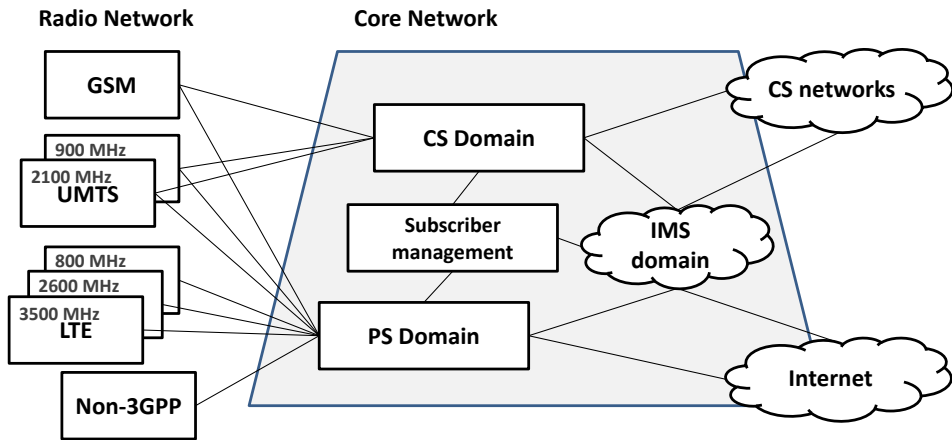 Radio Network
Core Network
GSM
900 MHz
2100 MHz
UMTS
800 MHz
2600 MHz
3500 MHz
LTE
Non-3GPP
CS Domain
Subscriber
management
PS Domain
IMS
domain
CS networks
Internet